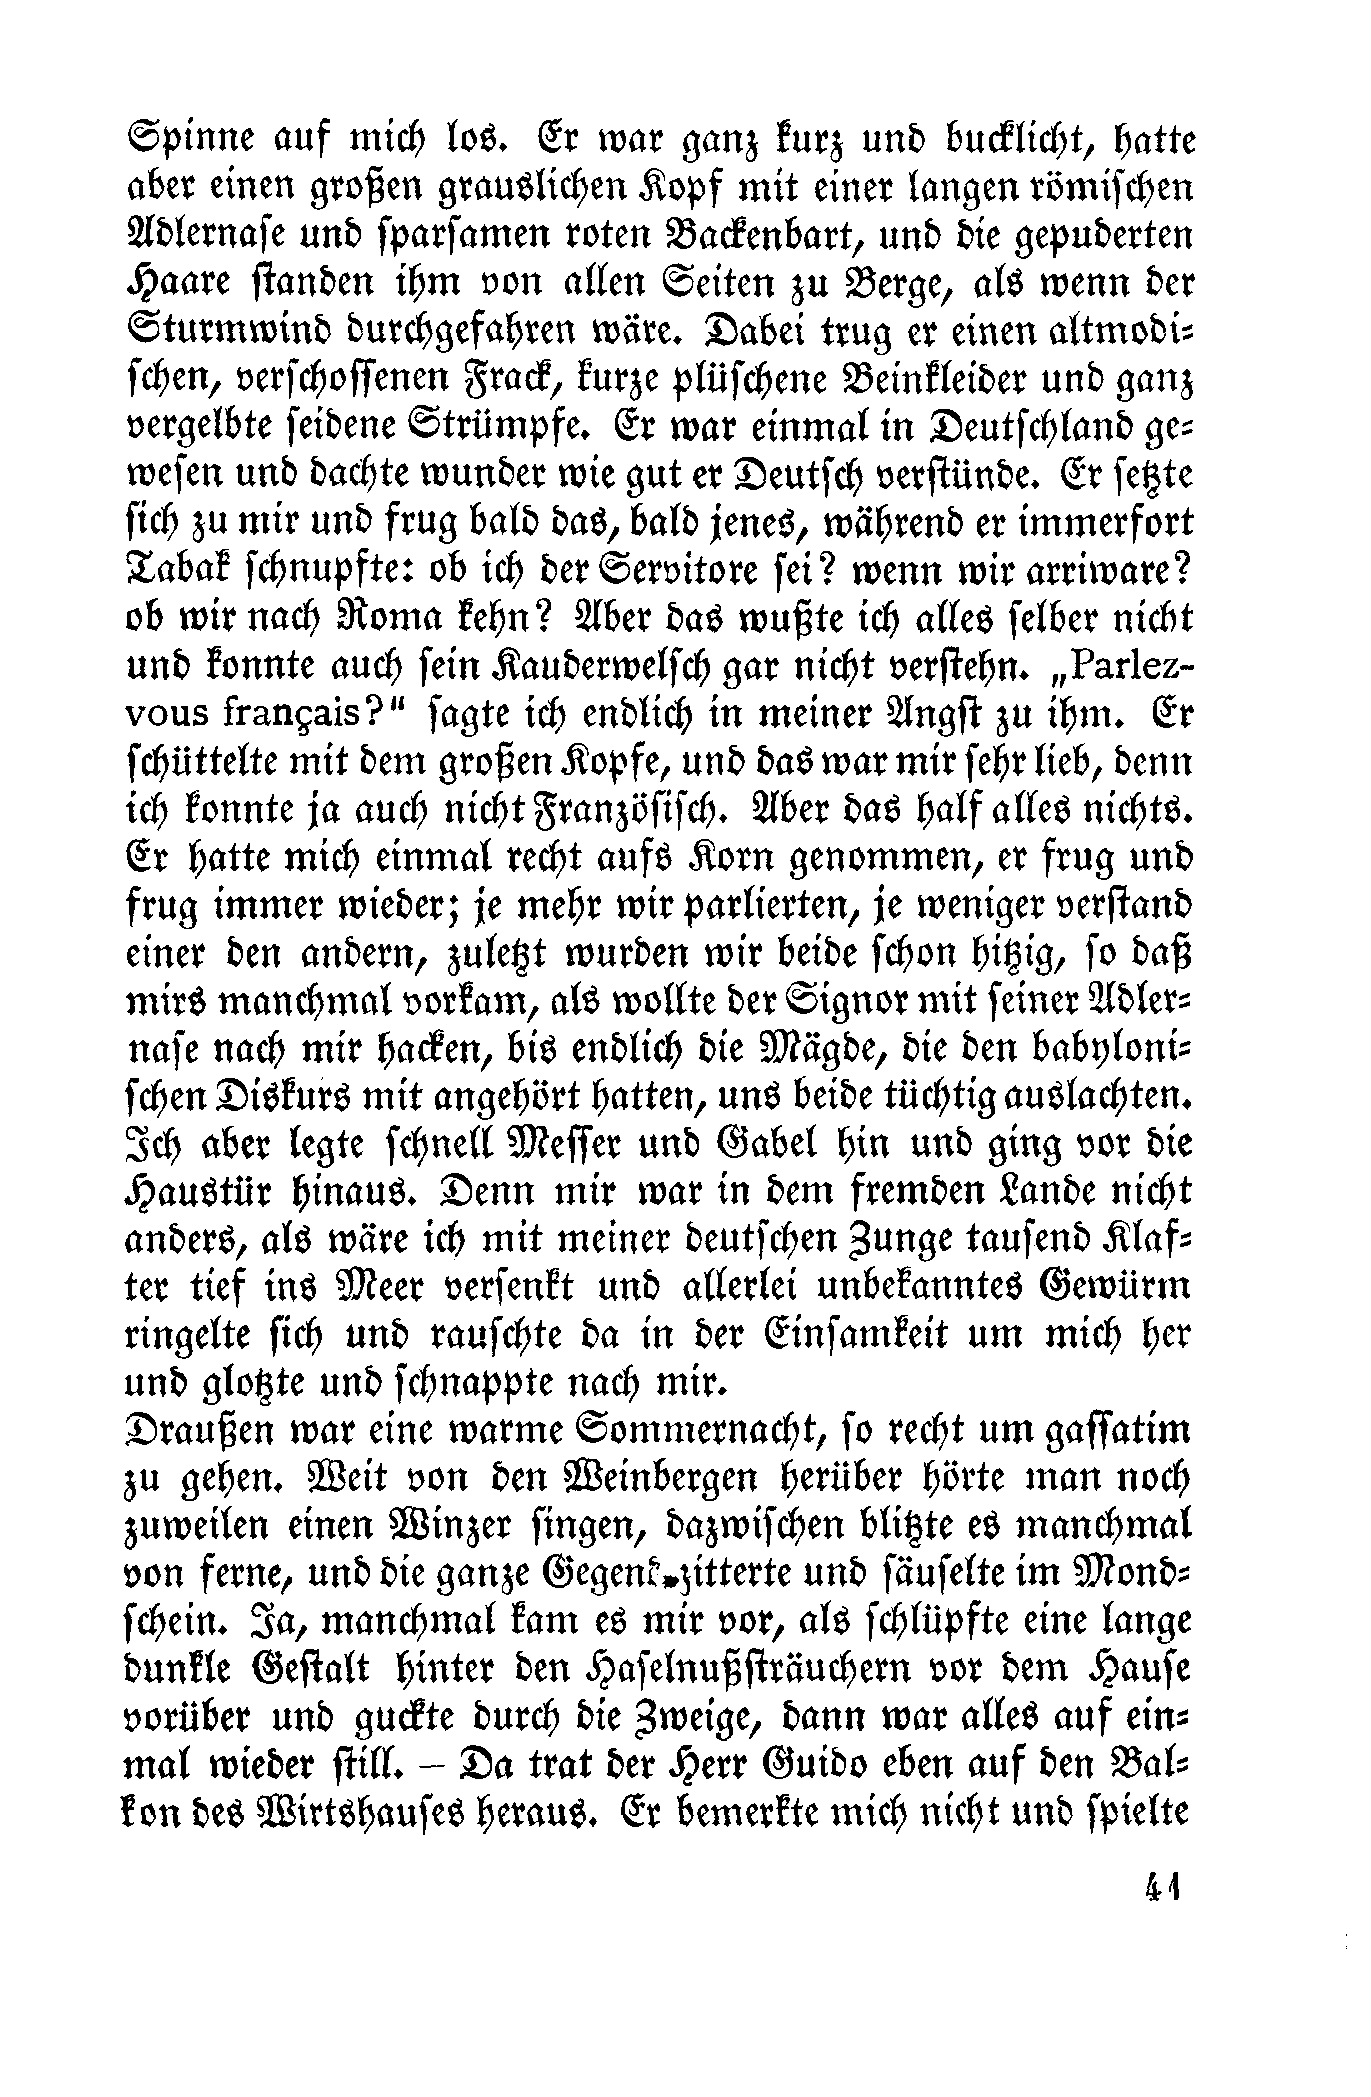 Spinne auf mich los. Er war ganz kurz und bucklicht, hatte
aber einen großen grauslichen Kopf mit einer langen römischen
Adlernase und sparsamen roten Backenbart, und die gepuderten
Haare standen ihm von allen Seiten zu Berge, als wenn der
Sturmwind durchgefahren wäre. Dabei trug er einen altmodi-
schen, verschossenen Frack, kurze plüschene Beinkleider und ganz
vergelbte seidene Strümpfe. Er war einmal in Deutschland ge-
wesen und dachte wunder wie gut er Deutsch verstünde. Er setzte
sich zu mir und frug bald das, bald jenes, während er immerfort
Tabak schnupfte: ob ich der Servitore sei? wenn wir arriware?
ob wir nach Roma kehn? Aber das wußte ich alles selber nicht
und konnte auch sein Kauderwelsch gar nicht verstehn. „Parlez-
vous français?“ sagte ich endlich in meiner Angst zu ihm. Er
schüttelte mit dem großen Kopfe, und das war mir sehr lieb, denn
ich konnte ja auch nicht Französisch. Aber das half alles nichts.
Er hatte mich einmal recht aufs Korn genommen, er frug und
frug immer wieder; je mehr wir parlierten, je weniger verstand
einer den andern, zuletzt wurden wir beide schon hitzig, so daß
mirs manchmal vorkam, als wollte der Signor mit seiner Adler-
nase nach mir hacken, bis endlich die Mägde, die den babyloni-
schen Diskurs mit angehört hatten, uns beide tüchtig auslachten.
Ich aber legte schnell Messer und Gabel hin und ging vor die
Haustür hinaus. Denn mir war in dem fremden Lande nicht
anders, als wäre ich mit meiner deutschen Zunge tausend Klaf-
ter tief ins Meer versenkt und allerlei unbekanntes Gewürm
ringelte sich und rauschte da in der Einsamkeit um mich her
und glotzte und schnappte nach mir.
Draußen war eine warme Sommernacht, so recht um gassatim
zu gehen. Weit von den Weinbergen herüber hörte man noch
zuweilen einen Winzer singen, dazwischen blitzte es manchmal
von ferne, und die ganze Gegend zitterte und säuselte im Mond-
schein. Ja, manchmal kam es mir vor, als schlüpfte eine lange
dunkle Gestalt hinter den Haselnußsträuchern vor dem Hause
vorüber und guckte durch die Zweige, dann war alles auf ein-
mal wieder still. – Da trat der Herr Guido eben auf den Bal-
kon des Wirtshauses heraus. Er bemerkte mich nicht und spielte
41